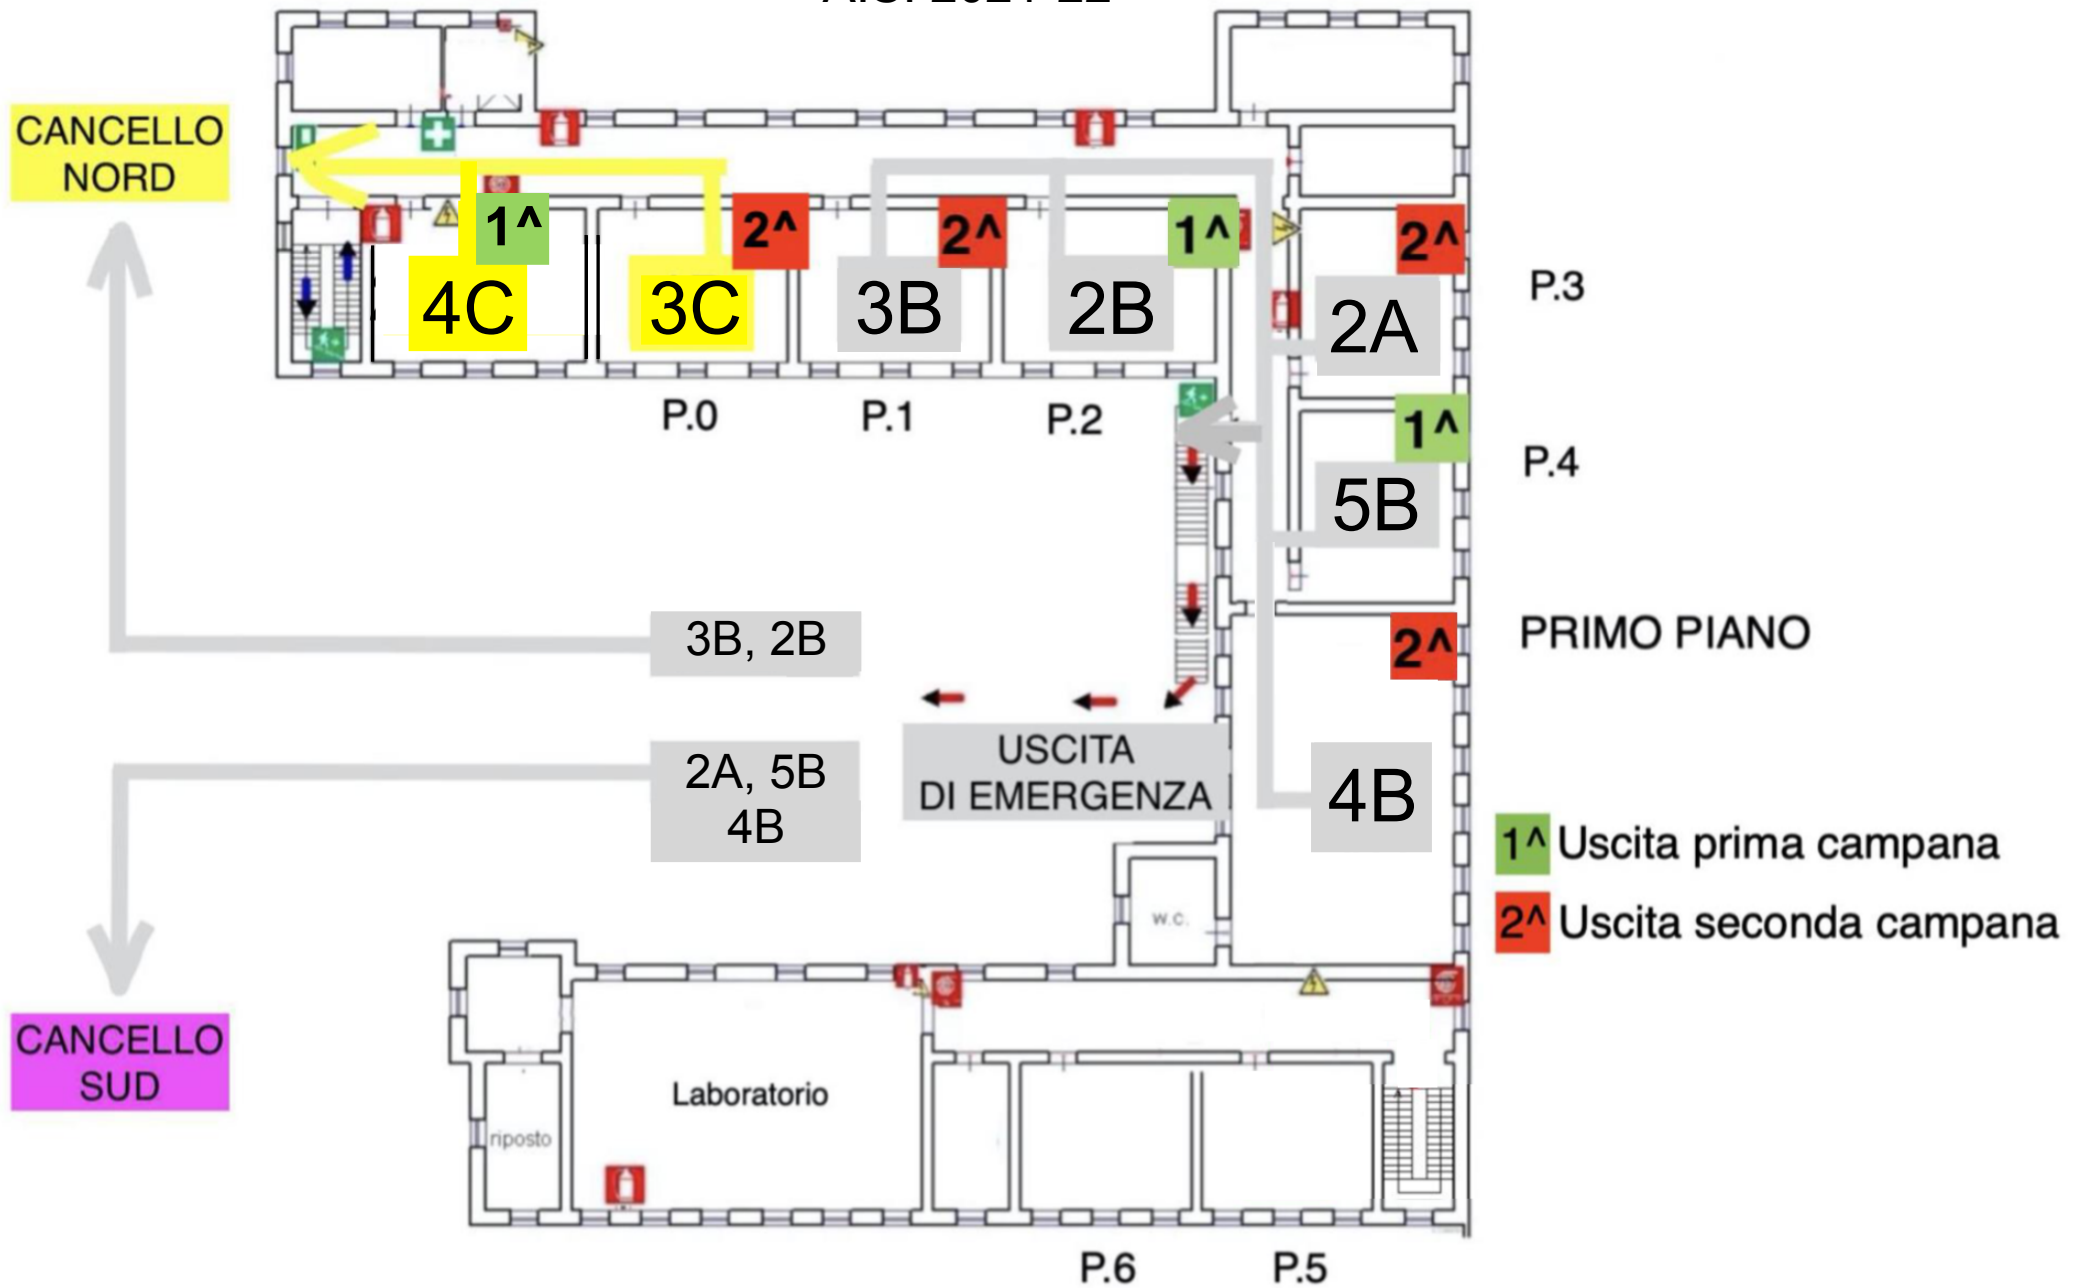 CANCELLO
NORD
1^
2^
2^
1^
2^
4C
3C
3B
2B
2A
P.3
P.0
P.1
P.2
1^
P.4
5B
3B, 2B
2^
PRIMO PIANO
USCITA
DI EMERGENZA
2A, 5B
4B
4B
1^ Uscita prima campana
2^ Uscita seconda campana
w.c.
CANCELLO
SUD
Laboratorio
riposto
P.6
P.5